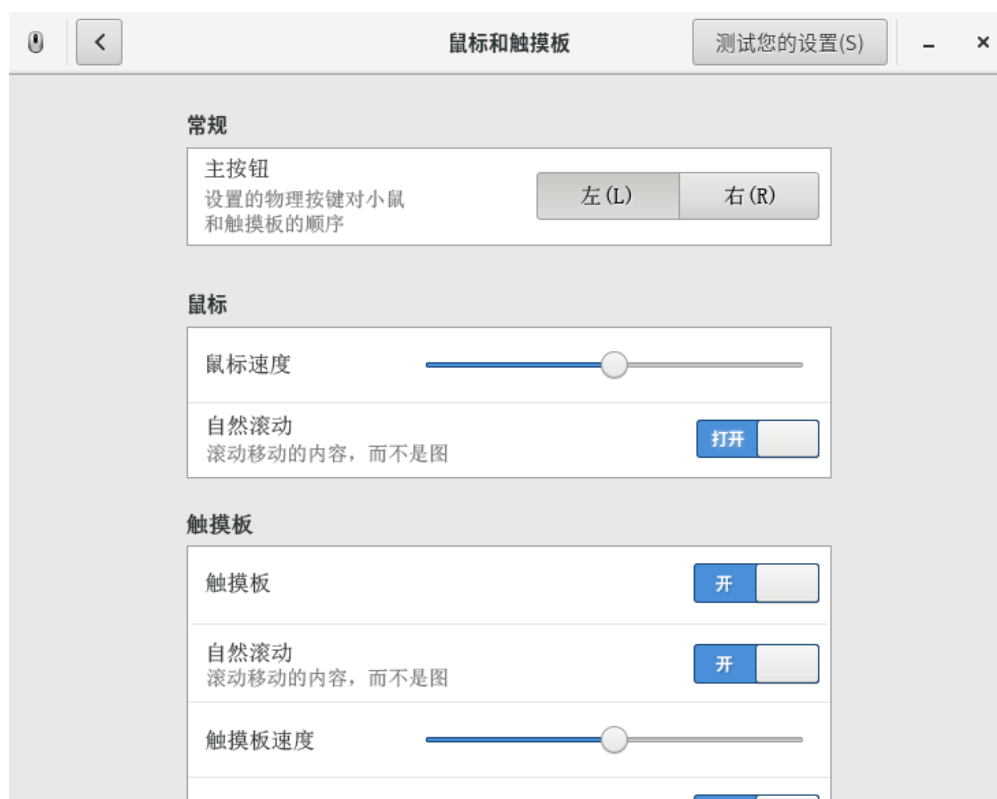 鼠标和触摸板
测试您的设置(S)
常规
主按钮
设置的物理按键对小鼠
和触摸板的顺序
左(L)
右(R)
鼠标
鼠标速度
自然滚动
滚动移动的内容，而不是图
打开
触摸板
触摸板
开
自然滚动
滚动移动的内容，而不是图
开
触摸板速度